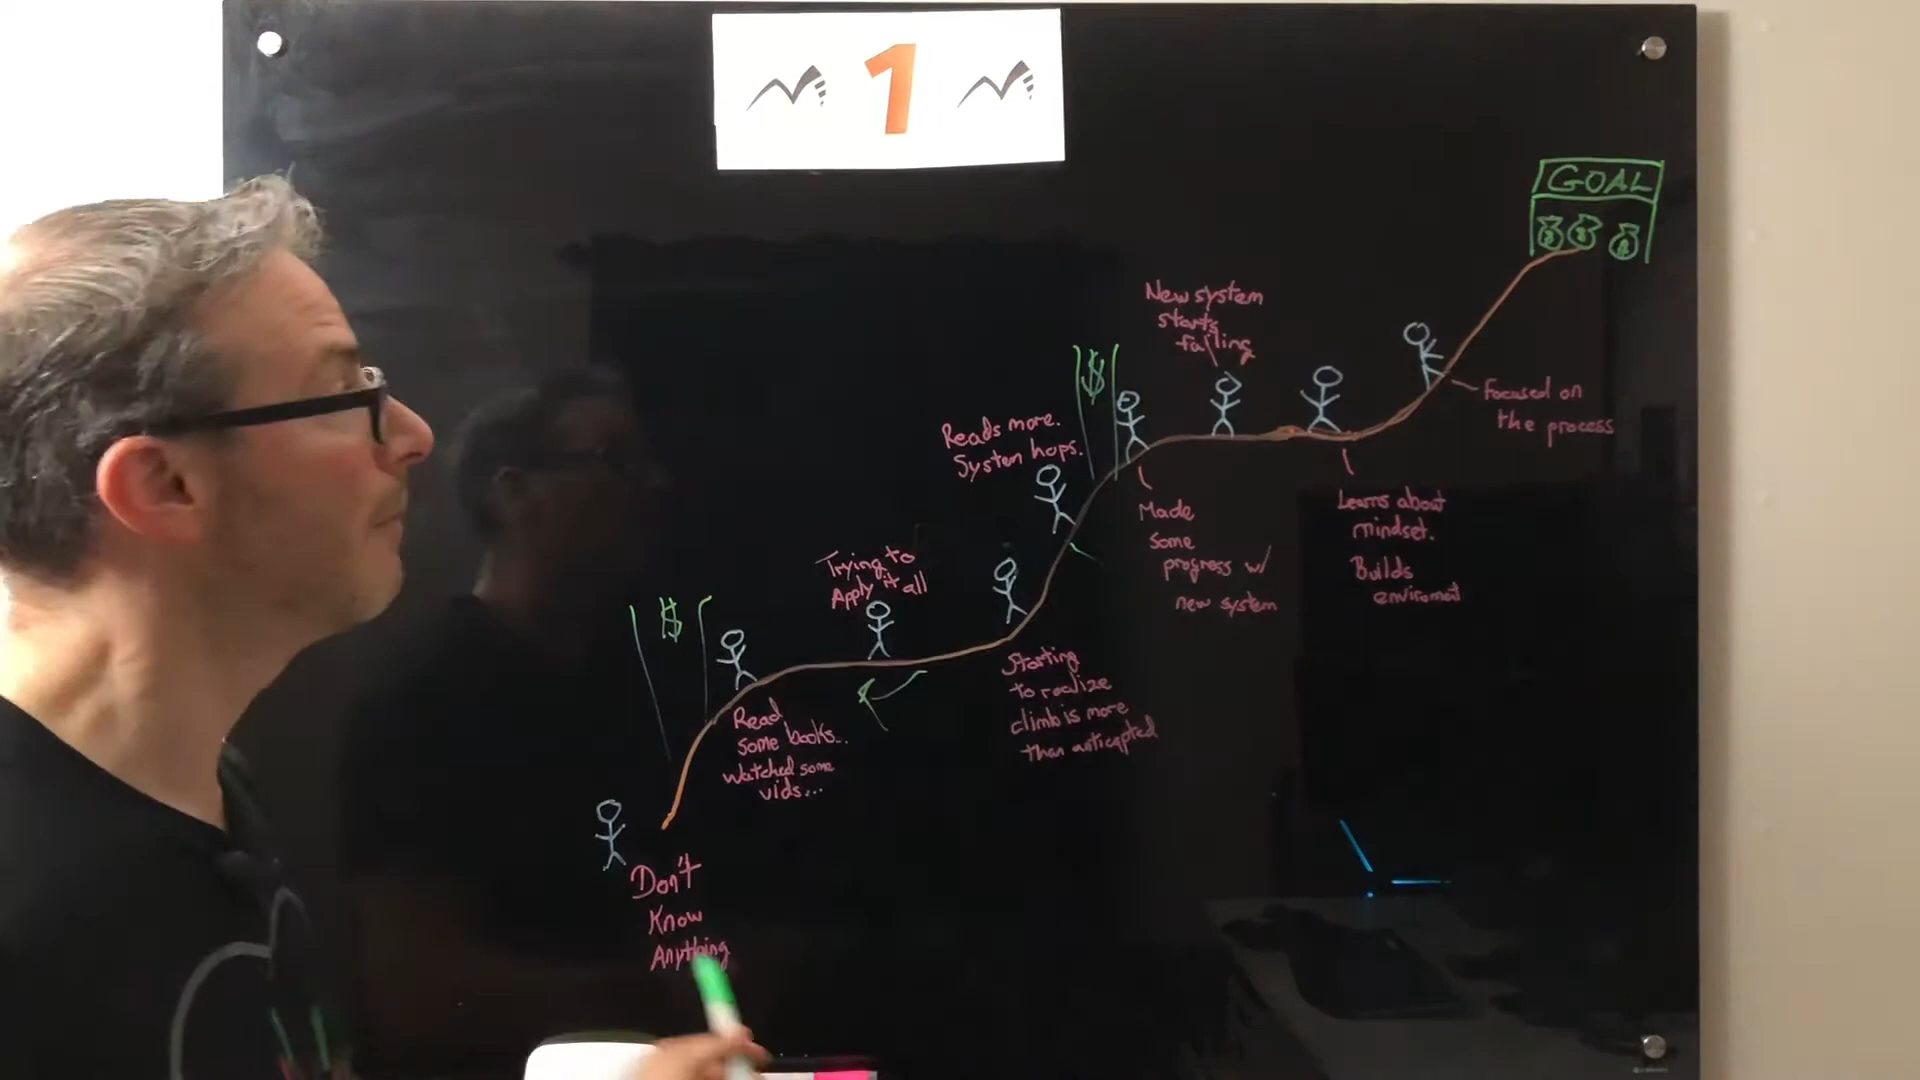 1
GOAL
$ $ $
New system
starts
failing
$
Focused on
the process
Reads more.
System hops.
Made
some
progress w/
new system
Learns about
mindset.
Builds
enviroment
Trying to
Apply it all
$
Starting
to realize
climb is more
than anticapted
Read
some books...
Watched some
vids...
Don't
Know
Anything